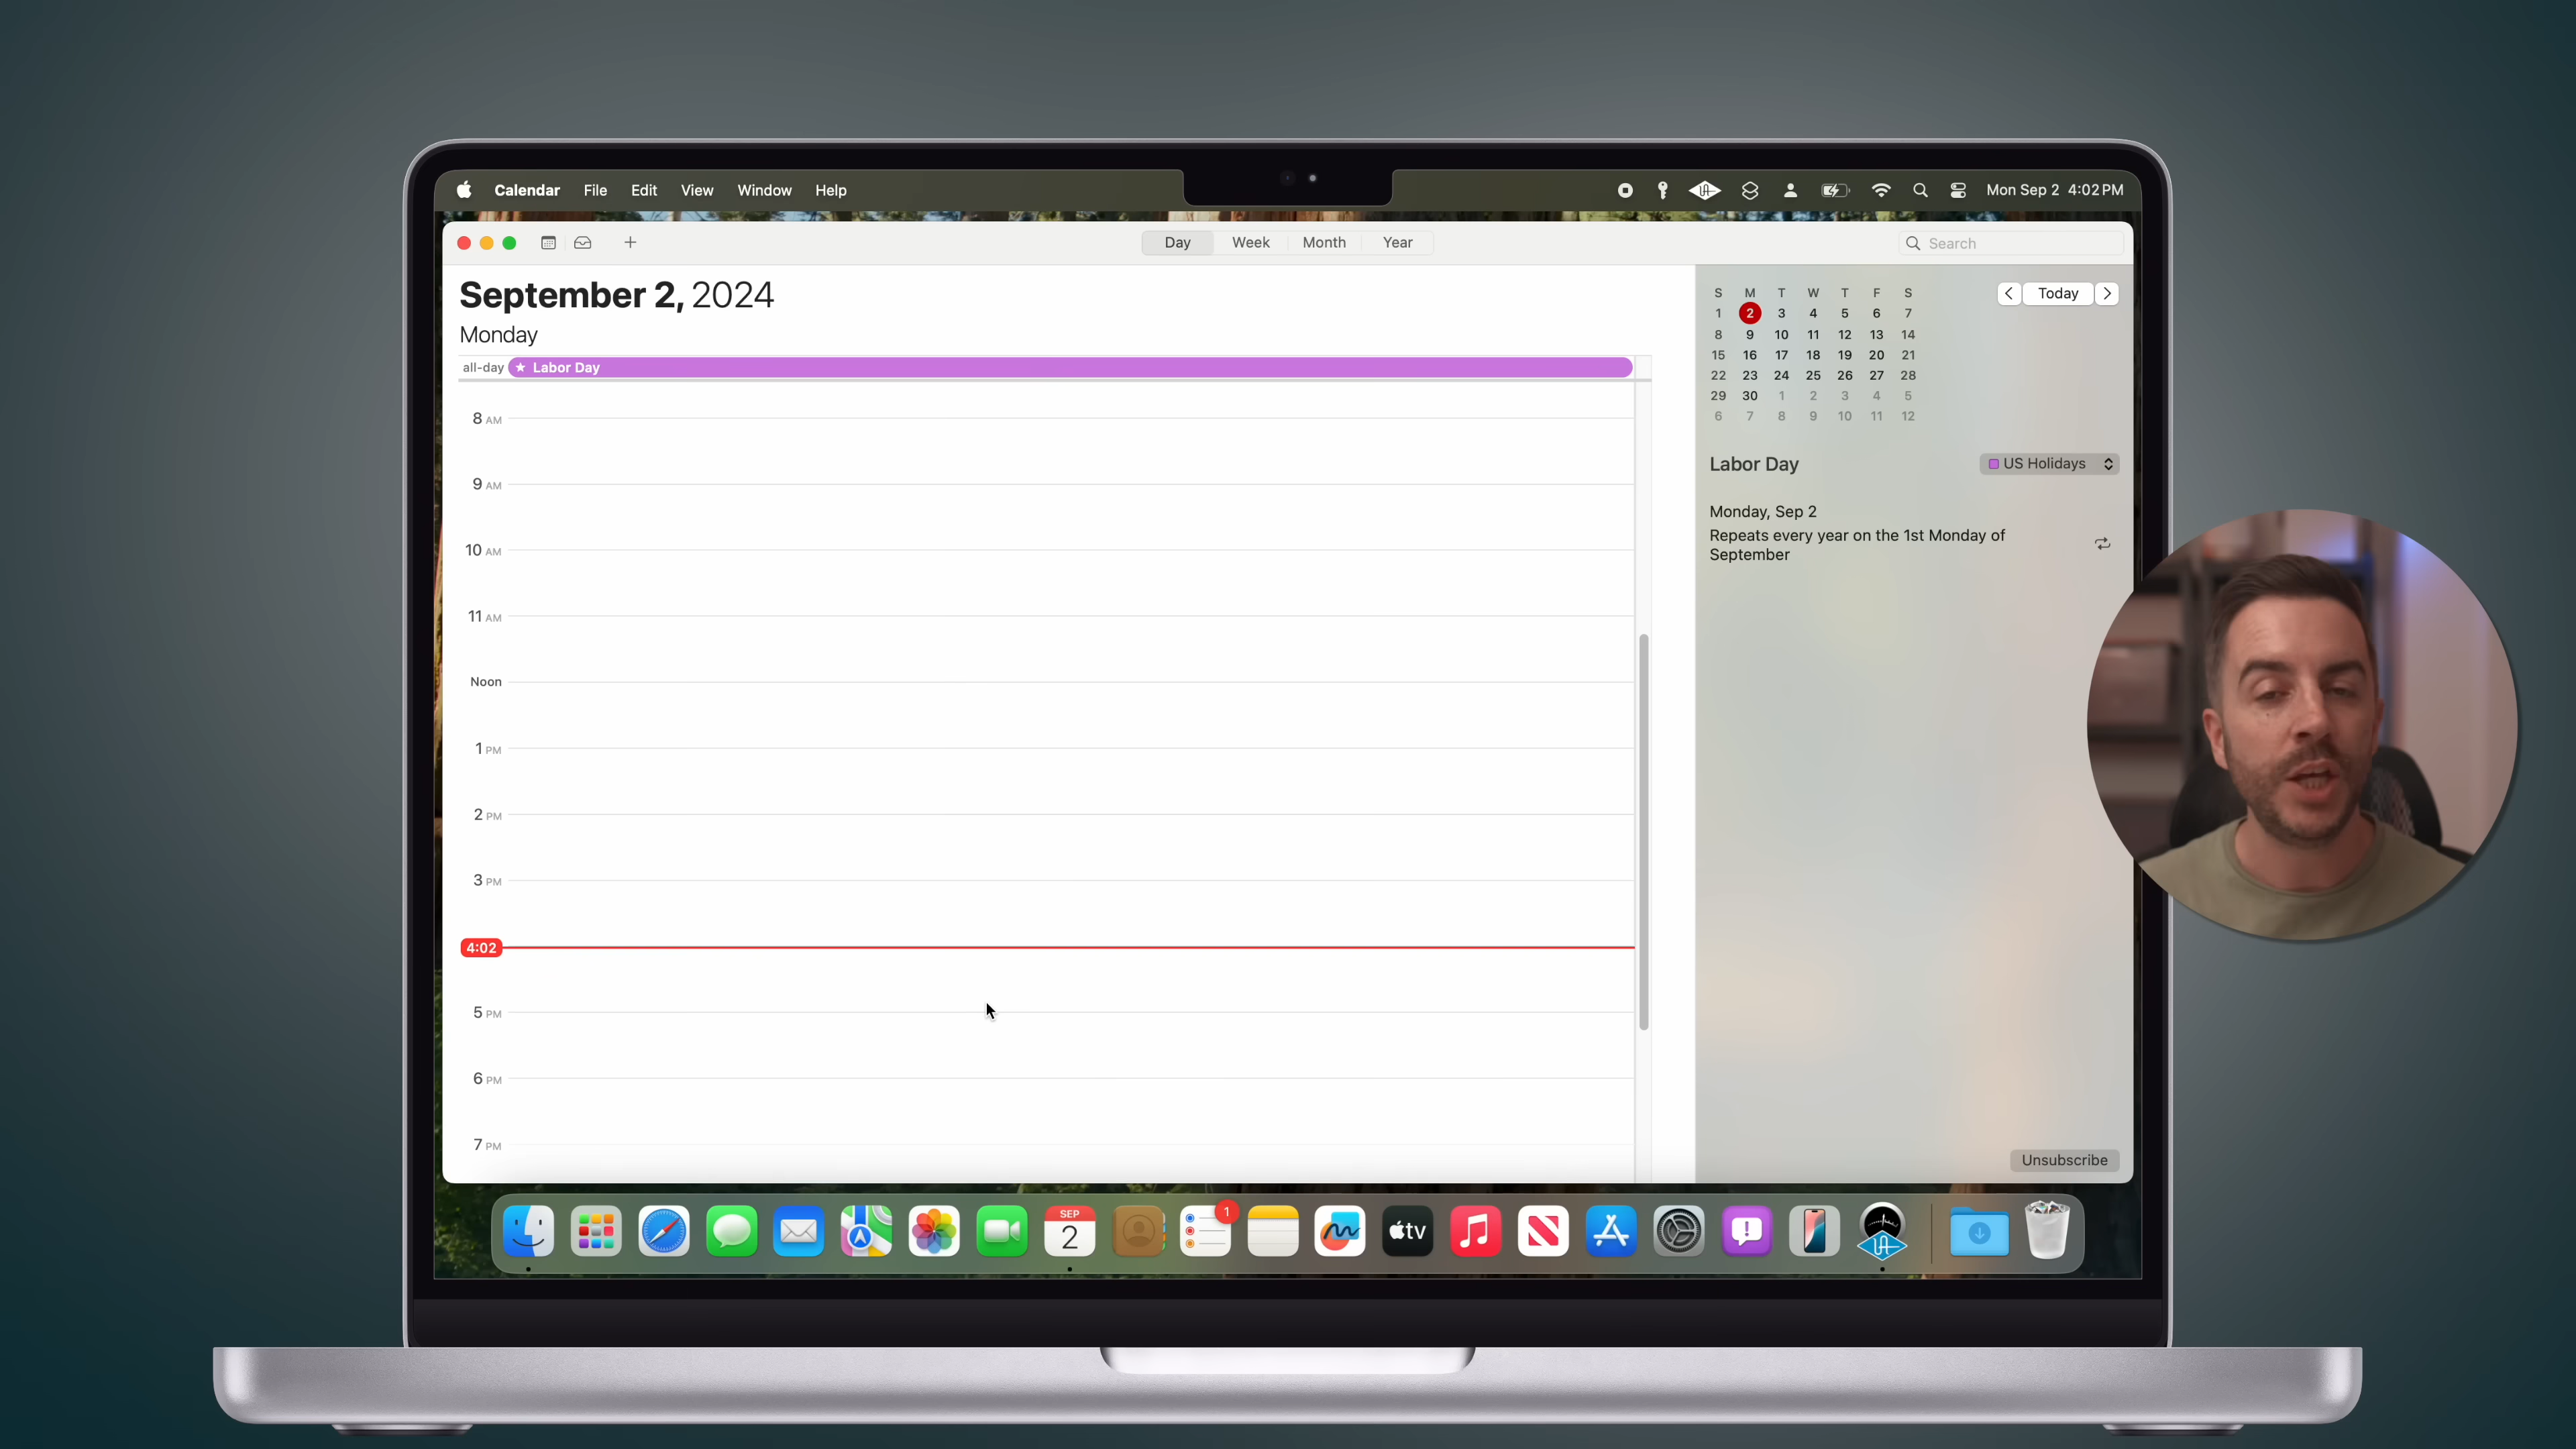 Calendar File Edit View Window Help
Mon Sep 2 4:02 PM
Day Week Month Year
Search
September 2, 2024
Monday
all-day ★ Labor Day
8 AM
9 AM
10 AM
11 AM
Noon
1 PM
2 PM
3 PM
4:02
5 PM
6 PM
7 PM
S M T W T F S
1 2 3 4 5 6 7
8 9 10 11 12 13 14
15 16 17 18 19 20 21
22 23 24 25 26 27 28
29 30 1 2 3 4 5
6 7 8 9 10 11 12
Today
Labor Day
US Holidays
Monday, Sep 2
Repeats every year on the 1st Monday of
September
Unsubscribe
SEP
2
1
tv